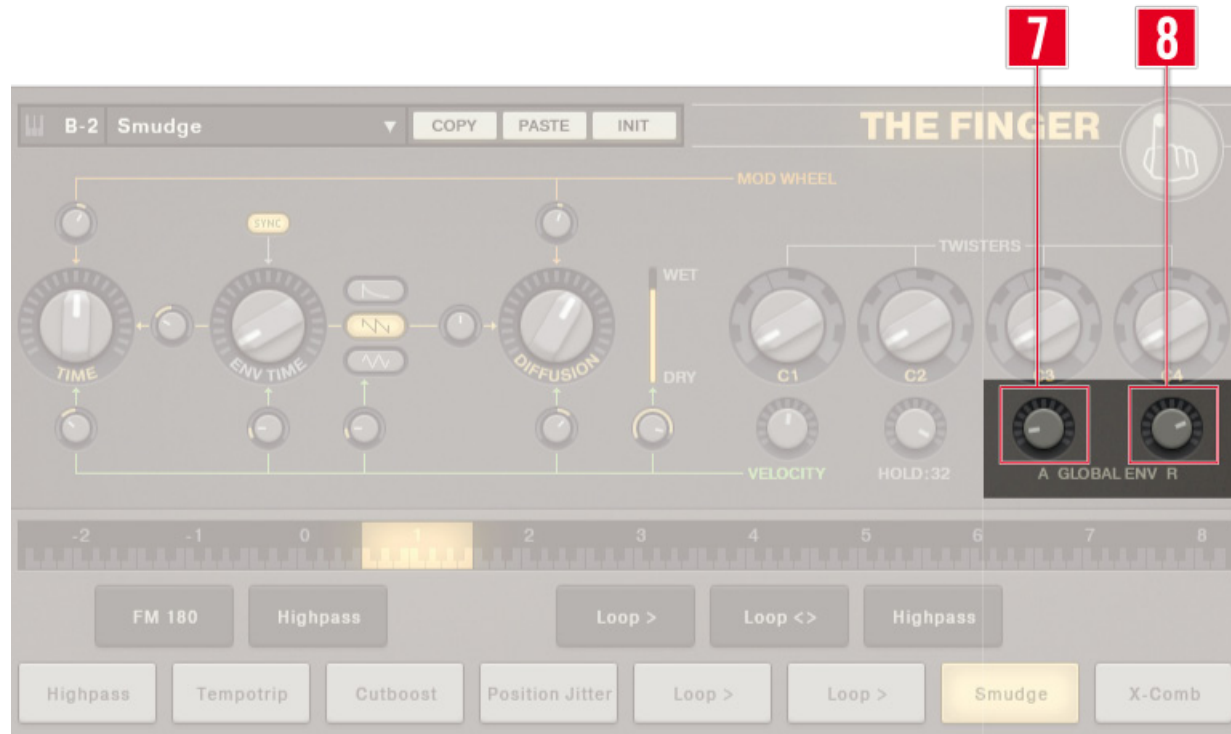 7 8
B-2 Smudge ▼ COPY PASTE INIT THE FINGER
MOD WHEEL
SYNC
TWISTERS
WET
TIME ENV TIME DIFFUSION DRY C1 C2 C3 C4
VELOCITY HOLD:32 A GLOBAL ENV R
-2 -1 0 1 2 3 4 5 6 7 8
FM 180 Highpass Loop > Loop <> Highpass
Highpass Tempotrip Cutboost Position Jitter Loop > Loop > Smudge X-Comb